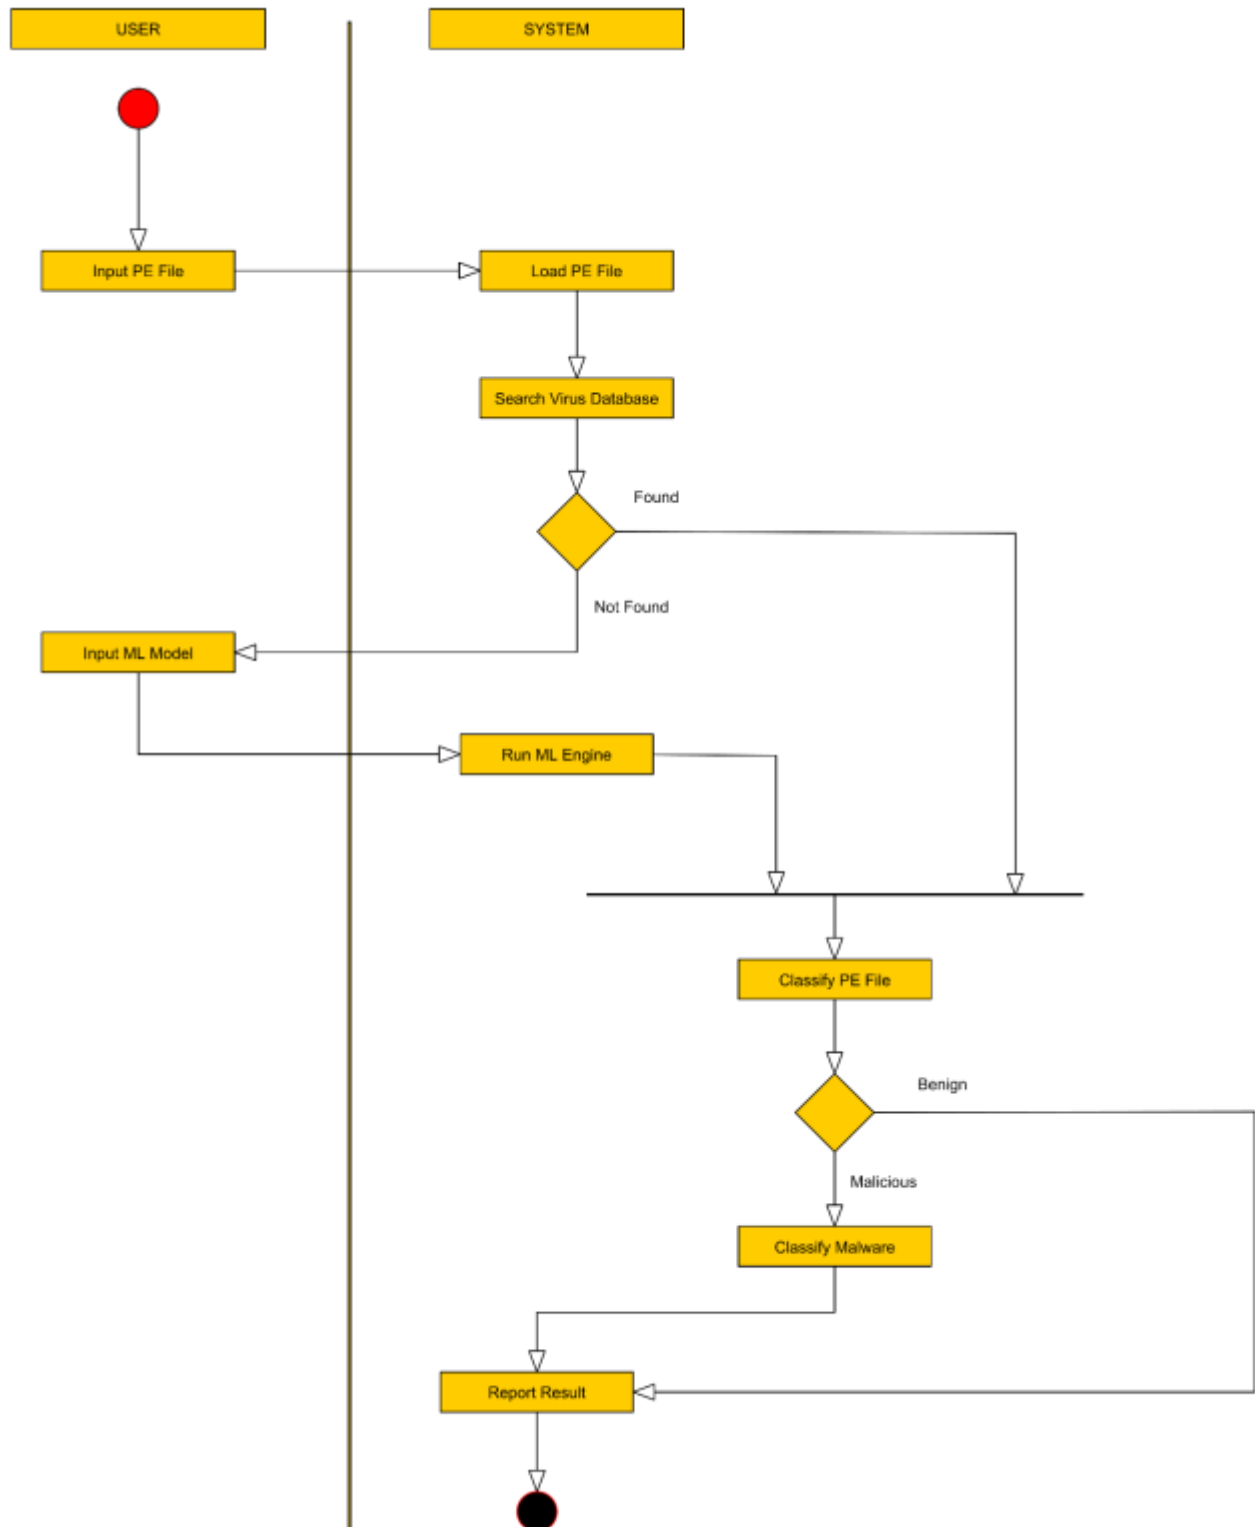 USER
SYSTEM
Input PE File
Load PE File
Search Virus Database
Found
Not Found
Input ML Model
Run ML Engine
Classify PE File
Benign
Malicious
Classify Malware
Report Result